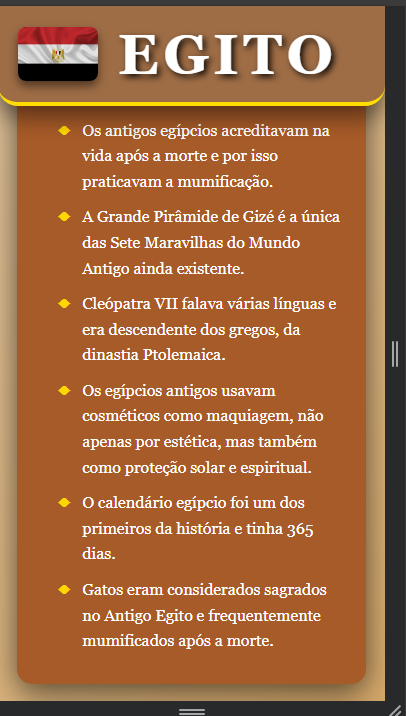 EGITO
Os antigos egípcios acreditavam na
vida após a morte e por isso
praticavam a mumificação.
A Grande Pirâmide de Gizé é a única
das Sete Maravilhas do Mundo
Antigo ainda existente.
Cleópatra VII falava várias línguas e
era descendente dos gregos, da
dinastia Ptolemaica.
Os egípcios antigos usavam
cosméticos como maquiagem, não
apenas por estética, mas também
como proteção solar e espiritual.
O calendário egípcio foi um dos
primeiros da história e tinha 365
dias.
Gatos eram considerados sagrados
no Antigo Egito e frequentemente
mumificados após a morte.